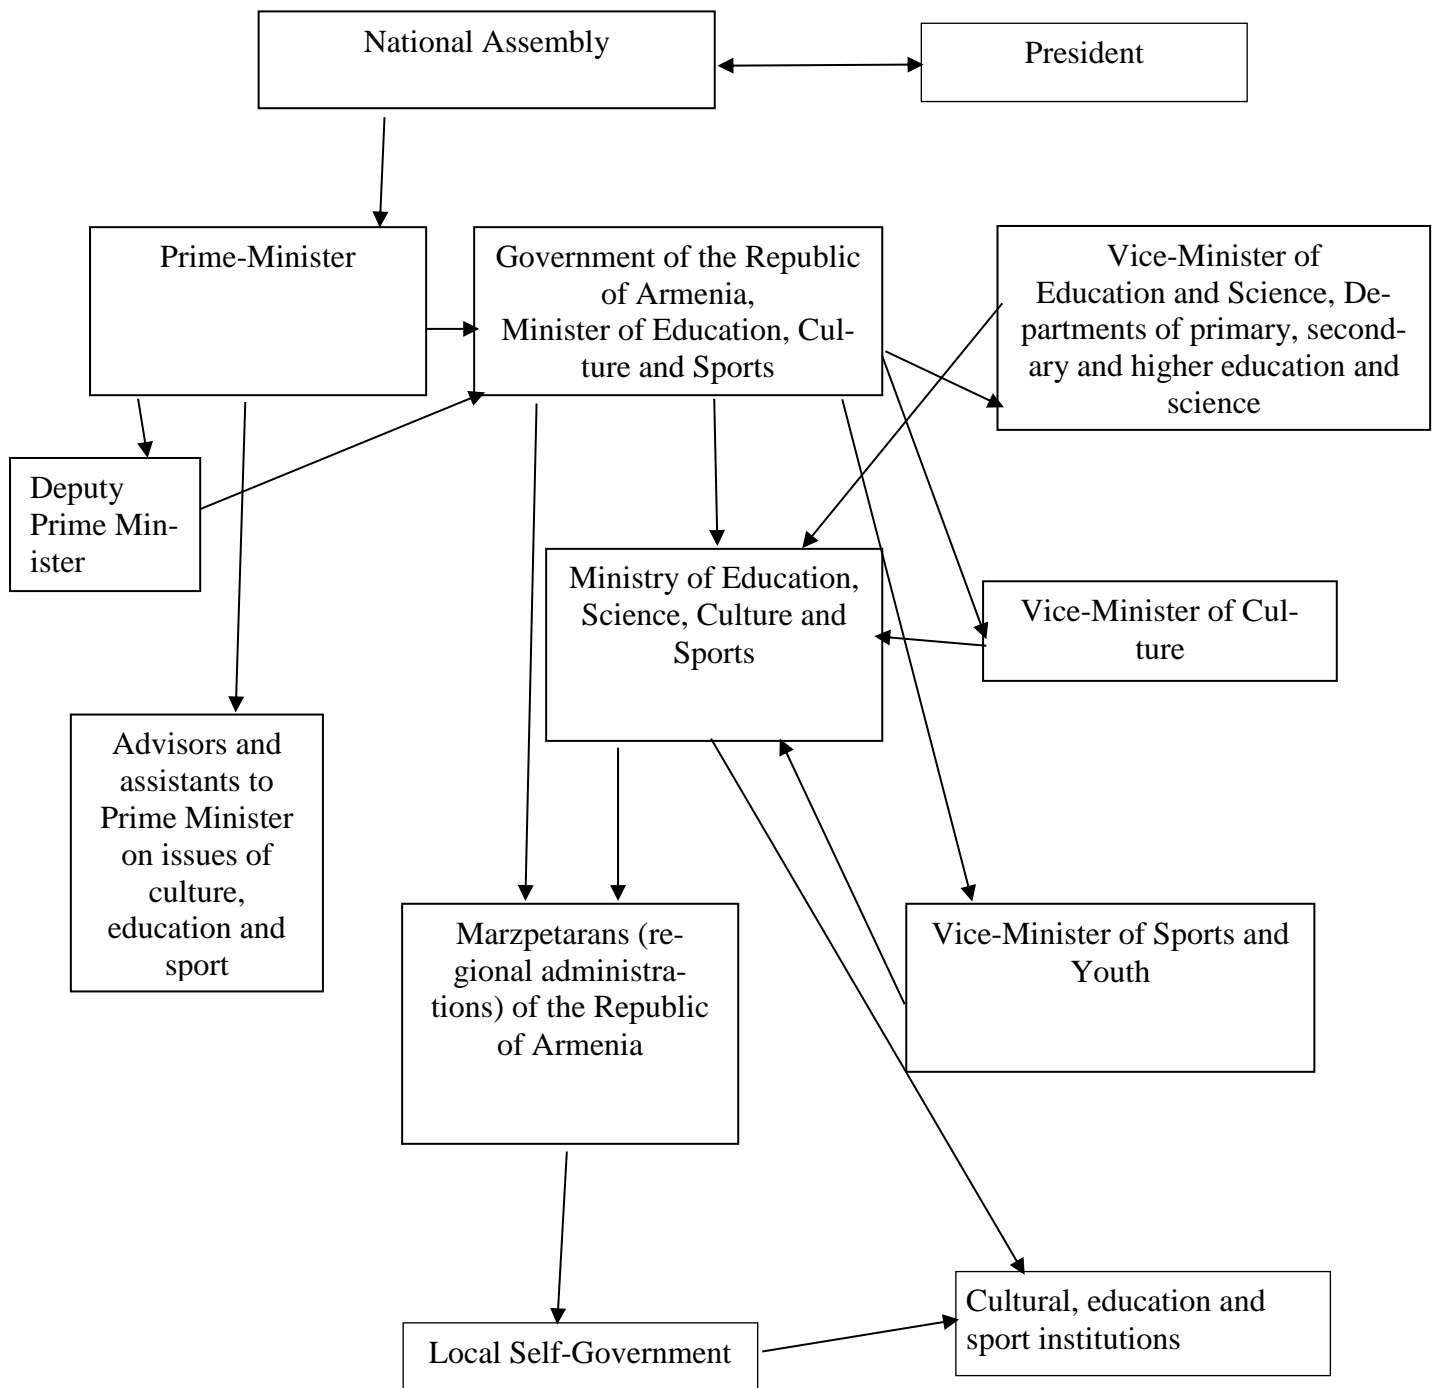 National Assembly
President
Prime-Minister
Government of the Republic
of Armenia,
Minister of Education, Cul-
ture and Sports
Vice-Minister of
Education and Science, De-
partments of primary, second-
ary and higher education and
science
Deputy
Prime Min-
ister
Ministry of Education,
Science, Culture and
Sports
Vice-Minister of Cul-
ture
Advisors and
assistants to
Prime Minister
on issues of
culture,
education and
sport
Marzpetarans (re-
gional administra-
tions) of the Republic
of Armenia
Vice-Minister of Sports and
Youth
Cultural, education and
sport institutions
Local Self-Government